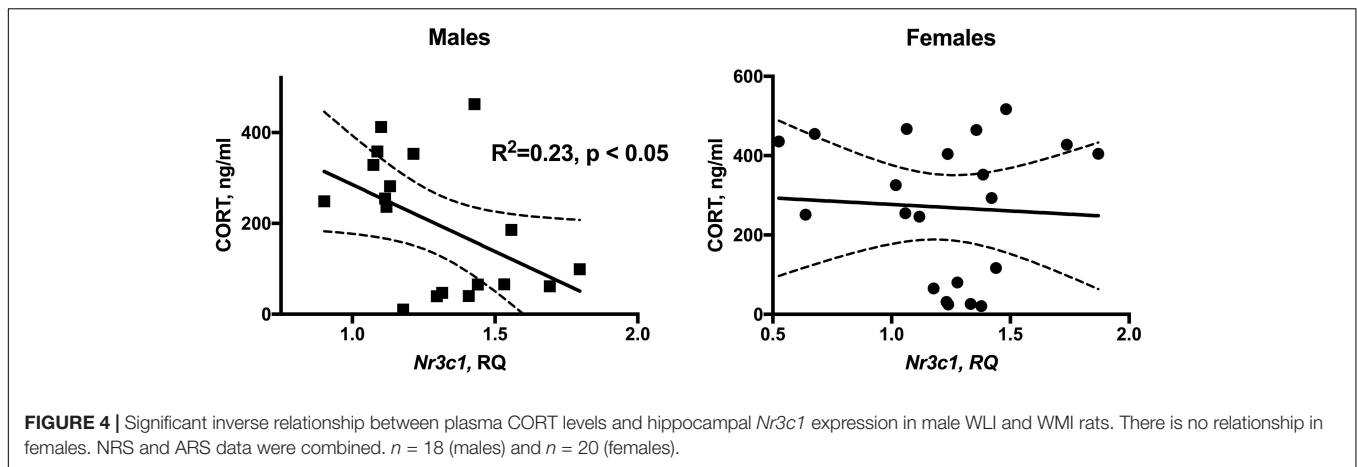 Males
CORT, ng/ml
400
200
0
1.0
1.5
2.0
Nr3c1, RQ
R²=0.23, p < 0.05
Females
CORT, ng/ml
600
400
200
0
0.5
1.0
1.5
2.0
Nr3c1, RQ
FIGURE 4 | Significant inverse relationship between plasma CORT levels and hippocampal Nr3c1 expression in male WLI and WMI rats. There is no relationship in
females. NRS and ARS data were combined. n = 18 (males) and n = 20 (females).